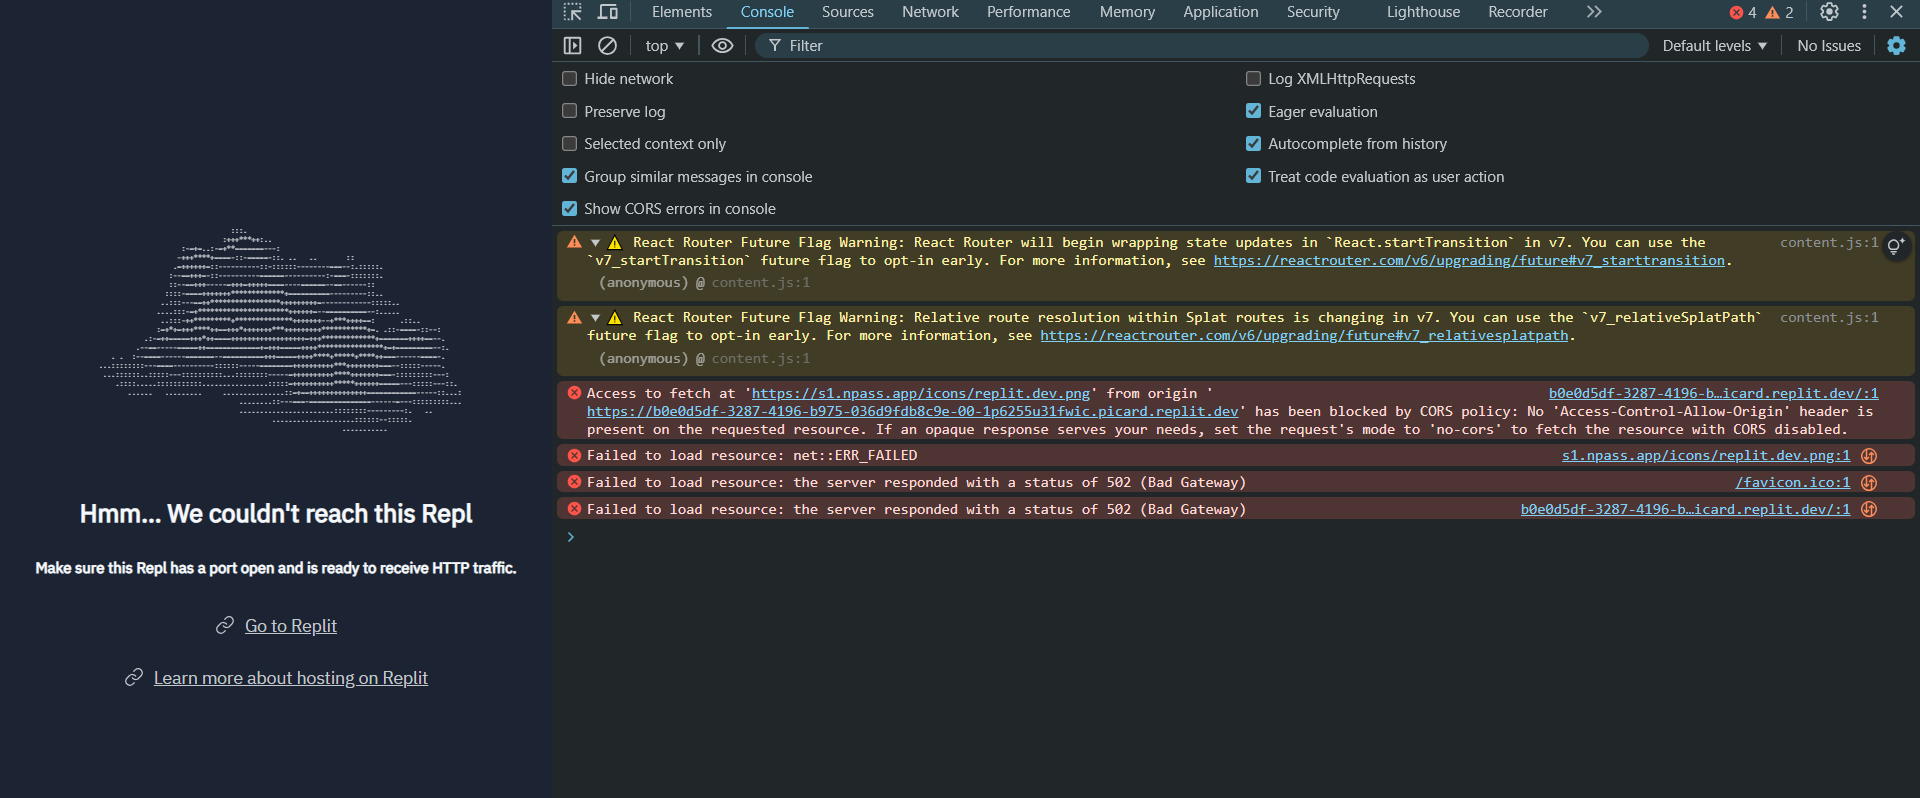 Elements Console Sources Network Performance Memory Application Security Lighthouse Recorder 4 2
top Filter Default levels No Issues
Hide network
Log XMLHttpRequests
Preserve log
Eager evaluation
Selected context only
Autocomplete from history
Group similar messages in console
Treat code evaluation as user action
Show CORS errors in console
React Router Future Flag Warning: React Router will begin wrapping state updates in `React.startTransition` in v7. You can use the content.js:1
`v7_startTransition` future flag to opt-in early. For more information, see https://reactrouter.com/v6/upgrading/future#v7_starttransition.
(anonymous) @ content.js:1
React Router Future Flag Warning: Relative route resolution within Splat routes is changing in v7. You can use the `v7_relativeSplatPath` content.js:1
future flag to opt-in early. For more information, see https://reactrouter.com/v6/upgrading/future#v7_relativesplatpath.
(anonymous) @ content.js:1
Access to fetch at 'https://s1.npass.app/icons/replit.dev.png' from origin ' b0e0d5df-3287-4196-b…icard.replit.dev/:1
https://b0e0d5df-3287-4196-b975-036d9fdb8c9e-00-1p6255u31fwic.picard.replit.dev' has been blocked by CORS policy: No 'Access-Control-Allow-Origin' header is
present on the requested resource. If an opaque response serves your needs, set the request's mode to 'no-cors' to fetch the resource with CORS disabled.
Failed to load resource: net::ERR_FAILED s1.npass.app/icons/replit.dev.png:1
Failed to load resource: the server responded with a status of 502 (Bad Gateway) /favicon.ico:1
Failed to load resource: the server responded with a status of 502 (Bad Gateway) b0e0d5df-3287-4196-b…icard.replit.dev/:1
Hmm... We couldn't reach this Repl
Make sure this Repl has a port open and is ready to receive HTTP traffic.
Go to Replit
Learn more about hosting on Replit